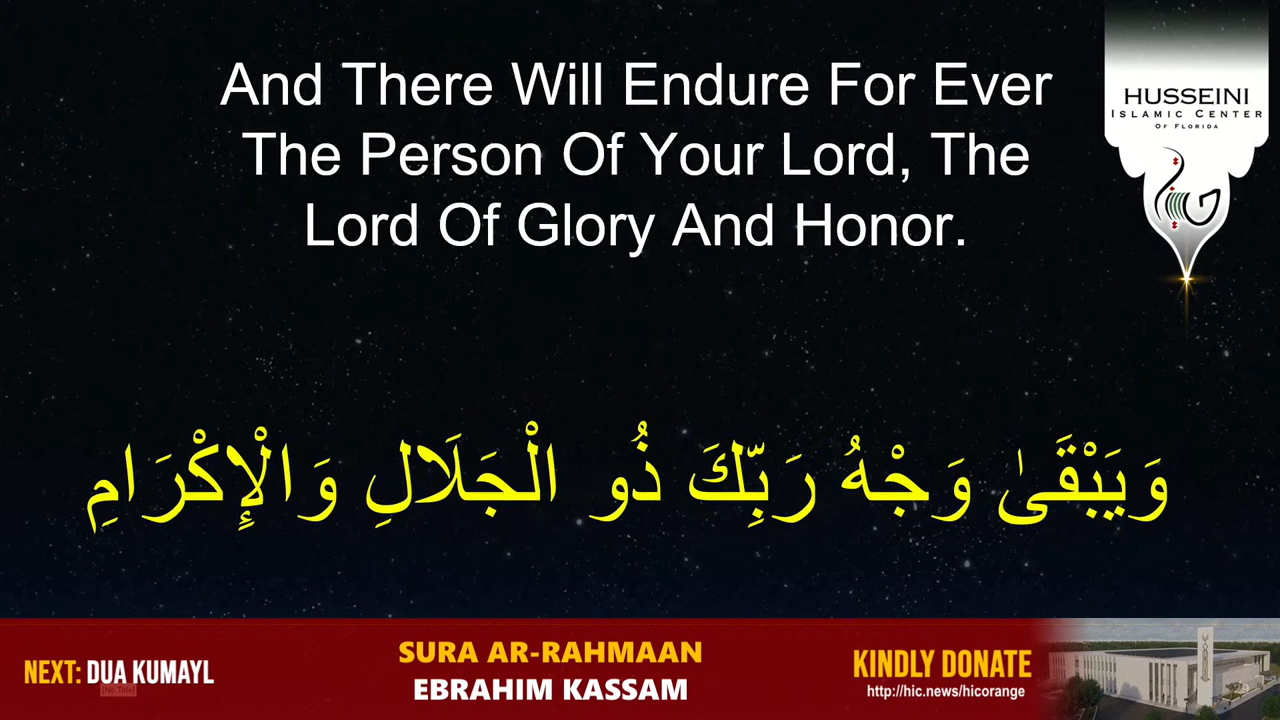 And There Will Endure For Ever
The Person Of Your Lord, The
Lord Of Glory And Honor.
HUSSEINI
ISLAMIC CENTER
OF FLORIDA
وَيَبْقَىٰ وَجْهُ رَبِّكَ ذُو الْجَلَالِ وَالْإِكْرَامِ
NEXT: DUA KUMAYL
[No Title]
SURA AR-RAHMAAN
EBRAHIM KASSAM
KINDLY DONATE
http://hic.news/hicorange